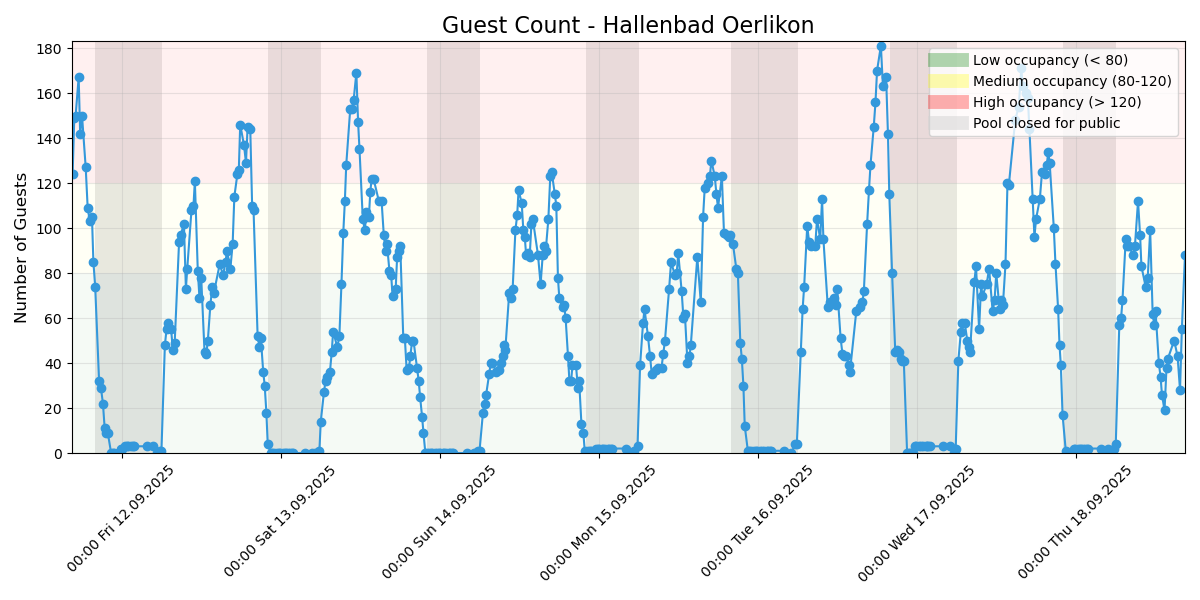 Guest Count - Hallenbad Oerlikon
Number of Guests
180
160
140
120
100
80
60
40
20
0
Low occupancy (< 80)
Medium occupancy (80-120)
High occupancy (> 120)
Pool closed for public
00:00 Fri 12.09.2025
00:00 Sat 13.09.2025
00:00 Sun 14.09.2025
00:00 Mon 15.09.2025
00:00 Tue 16.09.2025
00:00 Wed 17.09.2025
00:00 Thu 18.09.2025